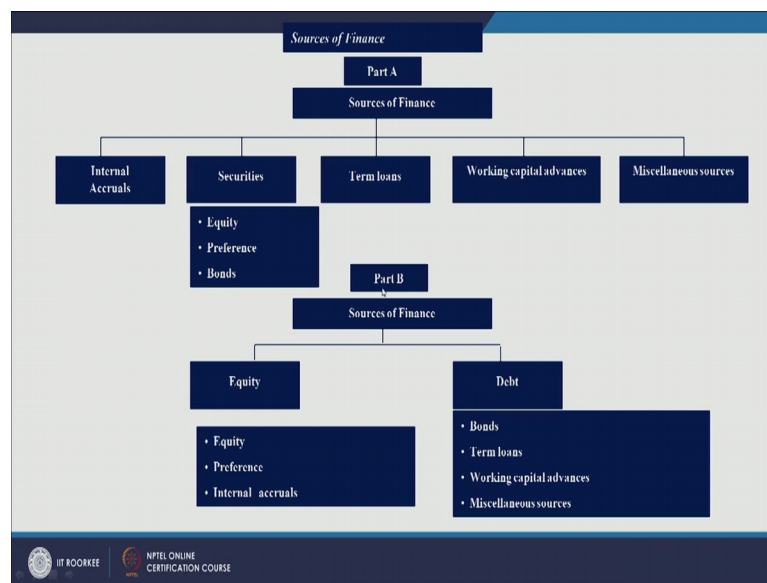 Sources of Finance
Part A
Sources of Finance
Internal
Accruals
Securities
Term loans
Working capital advances
Miscellaneous sources
• Equity
• Preference
• Bonds
Part B
Sources of Finance
Equity
Debt
• Equity
• Preference
• Internal accruals
• Bonds
• Term loans
• Working capital advances
• Miscellaneous sources
IIT ROORKEE
NPTEL
NPTEL ONLINE
CERTIFICATION COURSE